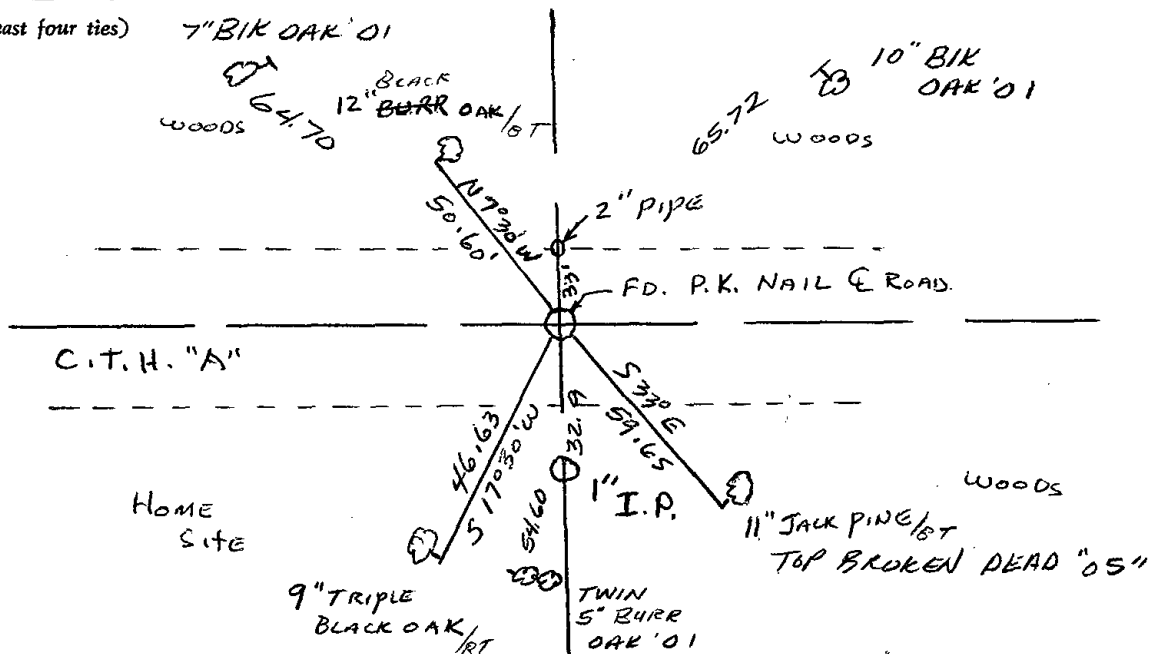 east four ties)
7" BIK OAK '01
64.70
WOODS
BLACK
12" BURR OAK /BT
65.72
10" BIK
OAK '01
WOODS
N 7°30' W
50.60'
2" PIPE
33'
FD. P.K. NAIL ℄ ROAD.
C.T.H. "A"
S 33° E
59.65
46.63
S 17°30' W
32.9
1" I.P.
54.60
HOME
SITE
WOODS
11" JACK PINE/BT
TOP BROKEN DEAD "05"
9" TRIPLE
BLACK OAK /BT
TWIN
5" BURR
OAK '01